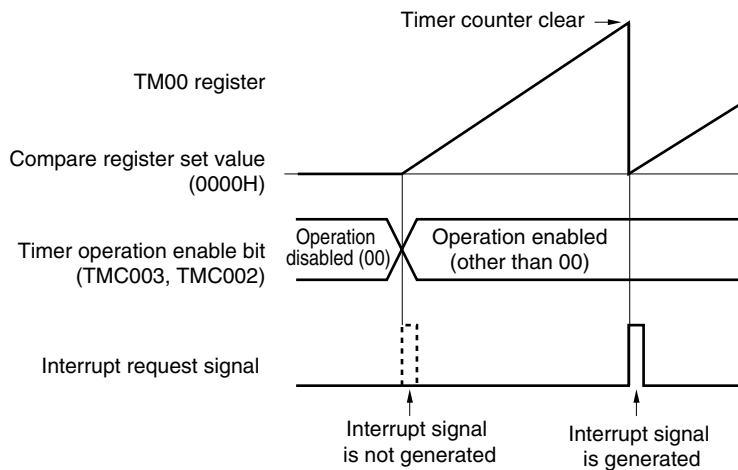 Timer counter clear
TM00 register
Compare register set value
(0000H)
Timer operation enable bit
(TMC003, TMC002)
Operation
disabled (00)
Operation enabled
(other than 00)
Interrupt request signal
Interrupt signal
is not generated
Interrupt signal
is generated